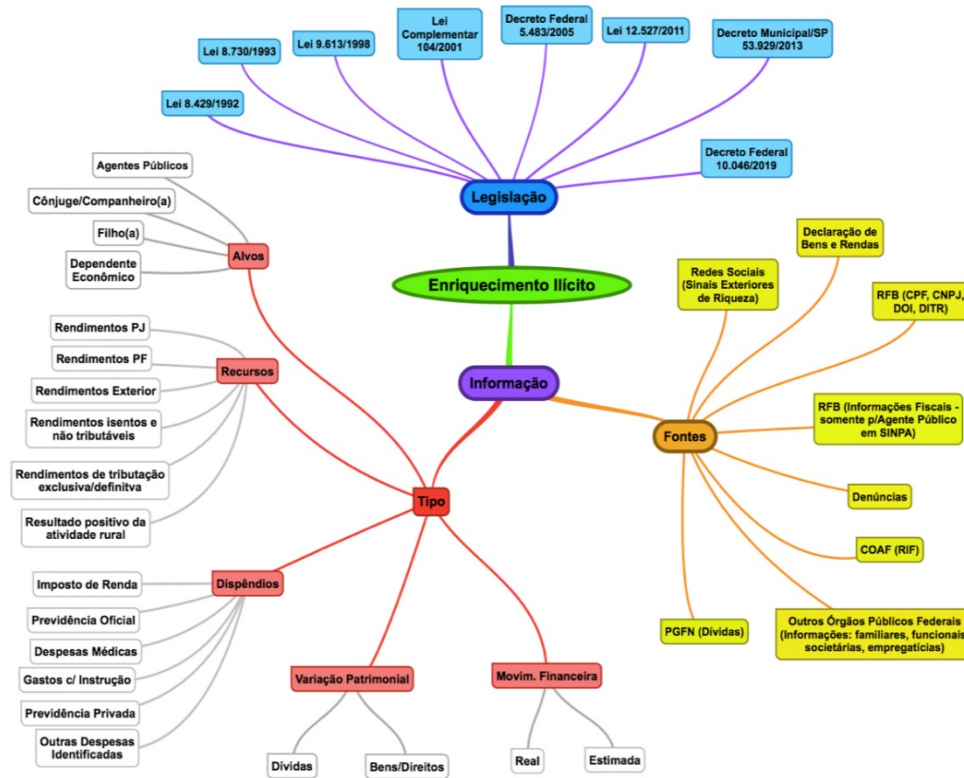 Lei 8.429/1992
Lei 8.730/1993
Lei 9.613/1998
Lei
Complementar
104/2001
Decreto Federal
5.483/2005
Lei 12.527/2011
Decreto Municipal/SP
53.929/2013
Decreto Federal
10.046/2019
Legislação
Enriquecimento Ilícito
Informação
Agentes Públicos
Cônjuge/Companheiro(a)
Filho(a)
Dependente
Econômico
Alvos
Rendimentos PJ
Rendimentos PF
Rendimentos Exterior
Rendimentos isentos e
não tributáveis
Rendimentos de tributação
exclusiva/definitva
Resultado positivo da
atividade rural
Recursos
Tipo
Imposto de Renda
Previdência Oficial
Despesas Médicas
Gastos c/ Instrução
Previdência Privada
Outras Despesas
Identificadas
Dispêndios
Variação Patrimonial
Dívidas
Bens/Direitos
Movim. Financeira
Real
Estimada
Fontes
Redes Sociais
(Sinais Exteriores
de Riqueza)
Declaração de
Bens e Rendas
RFB (CPF, CNPJ,
DOI, DITR)
RFB (Informações Fiscais -
somente p/Agente Público
em SINPA)
Denúncias
COAF (RIF)
Outros Órgãos Públicos Federais
(Informações: familiares, funcionais
societárias, empregatícias)
PGFN (Dívidas)